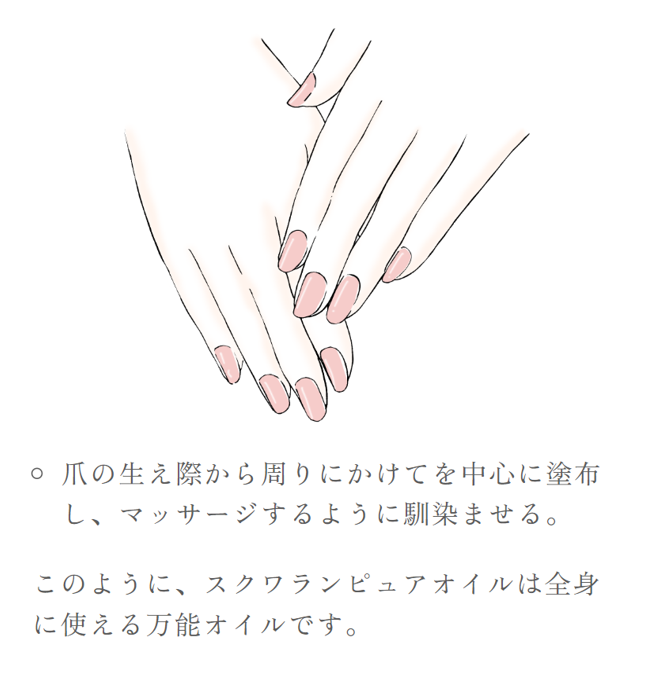 ○ 爪の生え際から周りにかけてを中心に塗布
し、マッサージするように馴染ませる。
このように、スクワランピュアオイルは全身
に使える万能オイルです。